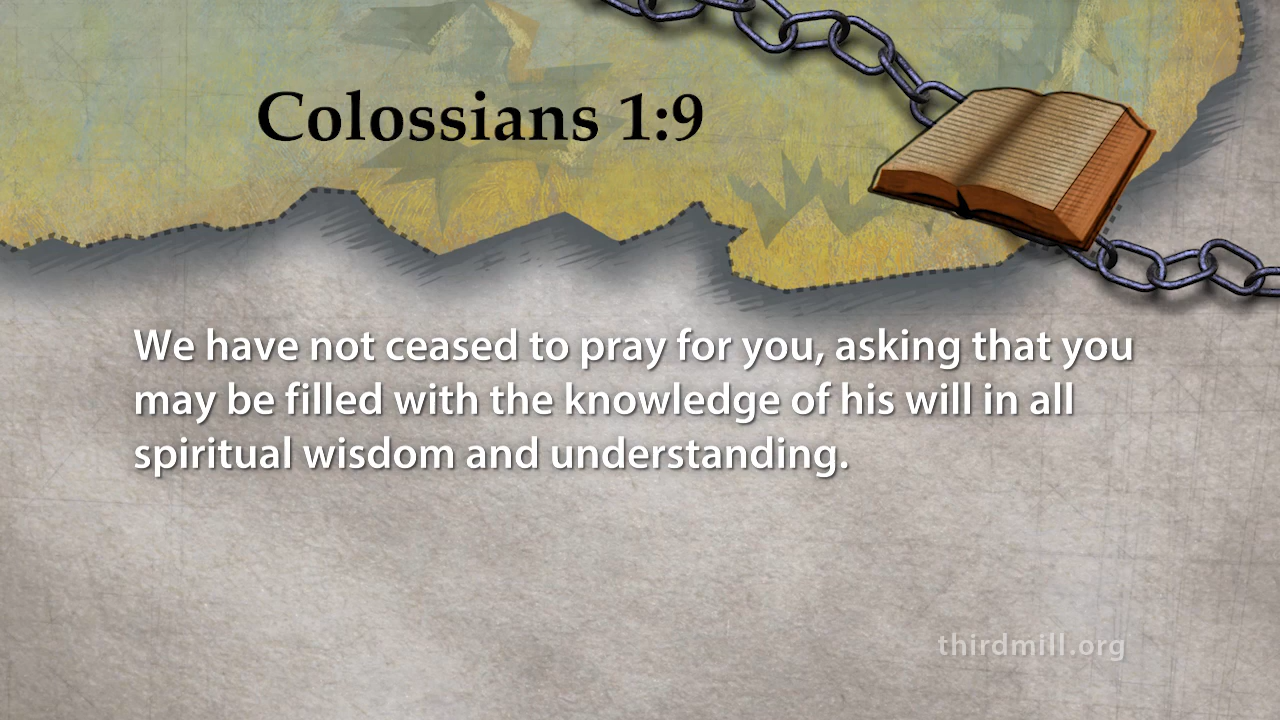 Colossians 1:9
We have not ceased to pray for you, asking that you
may be filled with the knowledge of his will in all
spiritual wisdom and understanding.
thirdmill.org